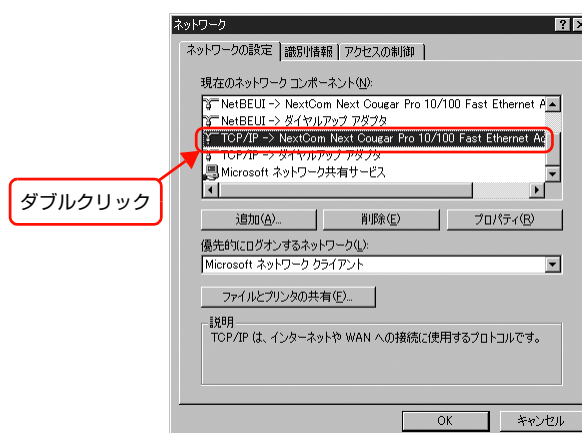 ネットワーク
ネットワークの設定 識別情報 アクセスの制御
現在のネットワーク コンポーネント(N):
NetBEUI -> NextCom Next Cougar Pro 10/100 Fast Ethernet A
NetBEUI -> ダイヤルアップ アダプタ
TCP/IP -> NextCom Next Cougar Pro 10/100 Fast Ethernet Ad
TCP/IP -> ダイヤルアップ アダプタ
Microsoft ネットワーク共有サービス
ダブルクリック
追加(A)... 削除(E) プロパティ(R)
優先的にログオンするネットワーク(L):
Microsoft ネットワーク クライアント
ファイルとプリンタの共有(F)...
説明
TCP/IP は、インターネットや WAN への接続に使用するプロトコルです。
OK キャンセル